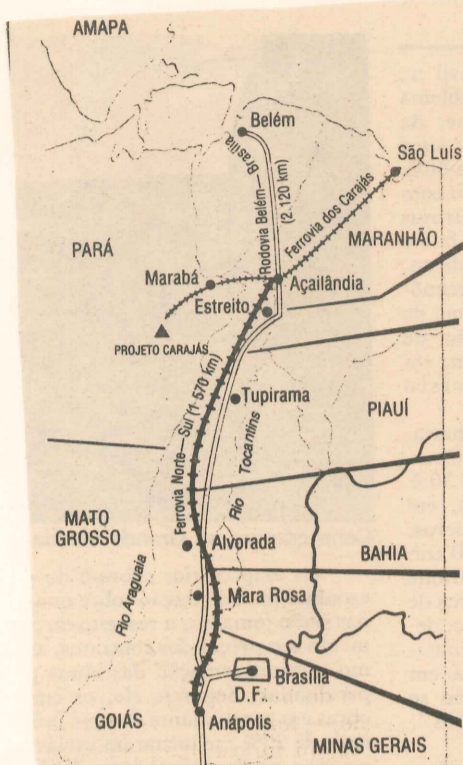 AMAPA
Belém
São Luís
Rodovia Belém—Brasília
(2.120 km)
Ferrovia dos Carajás
MARANHÃO
PARÁ
Marabá
Açailândia
Estreito
PROJETO CARAJÁS
Ferrovia Norte—Sul (1.570 km)
Tupirama
PIAUÍ
Rio Tocantins
MATO
GROSSO
Alvorada
BAHIA
Rio Araguaia
Mara Rosa
Brasília
D.F.
GOIÁS
Anápolis
MINAS GERAIS